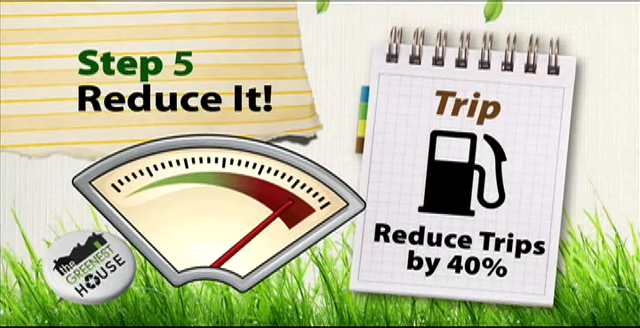 Step 5
Reduce It!
Trip
Reduce Trips
by 40%
The
GREENEST
HOUSE